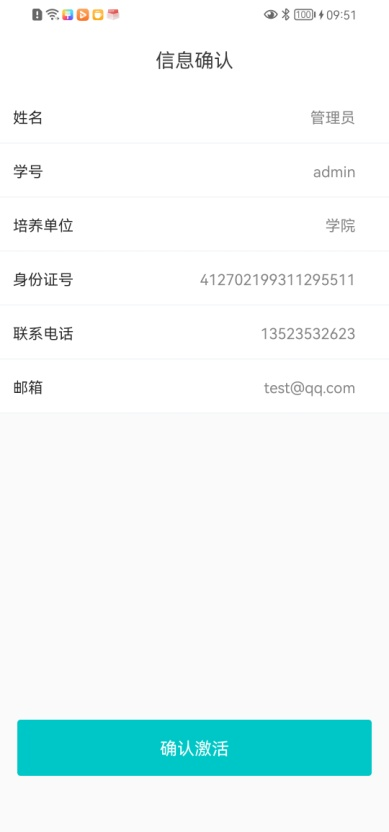 100 09:51
信息确认
姓名 管理员
学号 admin
培养单位 学院
身份证号 412702199311295511
联系电话 13523532623
邮箱 test@qq.com
确认激活